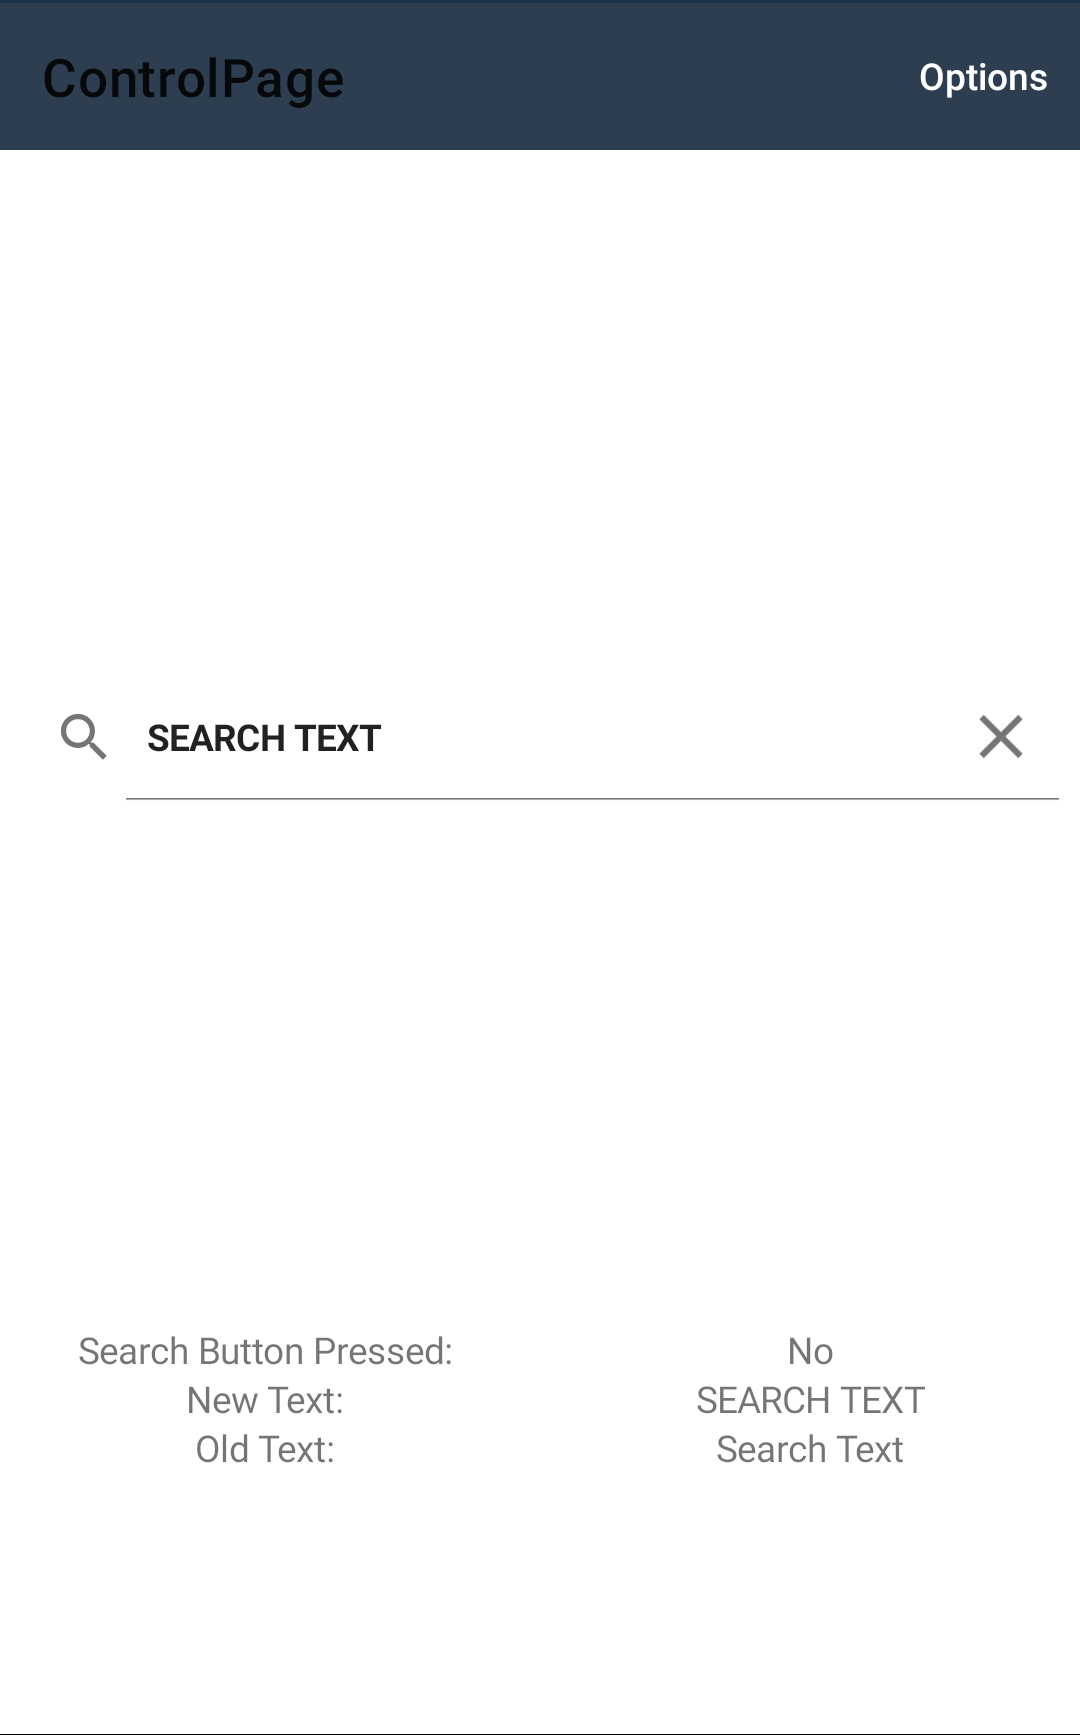 ControlPage Options
SEARCH TEXT
Search Button Pressed: No
New Text: SEARCH TEXT
Old Text: Search Text